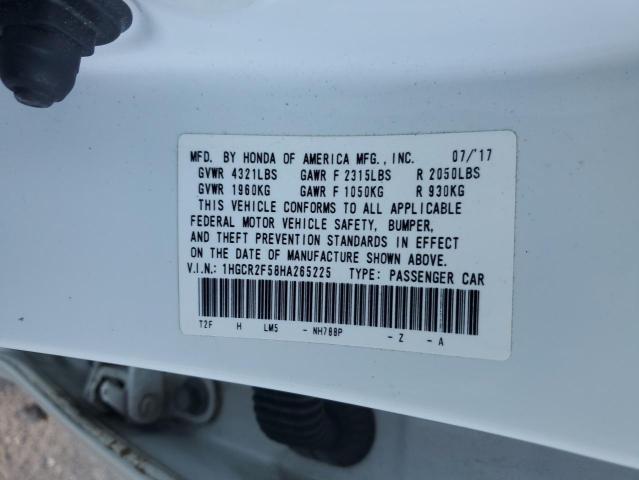 MFD. BY HONDA OF AMERICA MFG., INC. 07/'17
GVWR 4321LBS GAWR F 2315LBS R 2050LBS
GVWR 1960KG GAWR F 1050KG R 930KG
THIS VEHICLE CONFORMS TO ALL APPLICABLE
FEDERAL MOTOR VEHICLE SAFETY, BUMPER,
AND THEFT PREVENTION STANDARDS IN EFFECT
ON THE DATE OF MANUFACTURE SHOWN ABOVE.
V.I.N.: 1HGCR2F58HA265225 TYPE: PASSENGER CAR
T2F H LM5 - NH788P - Z - A